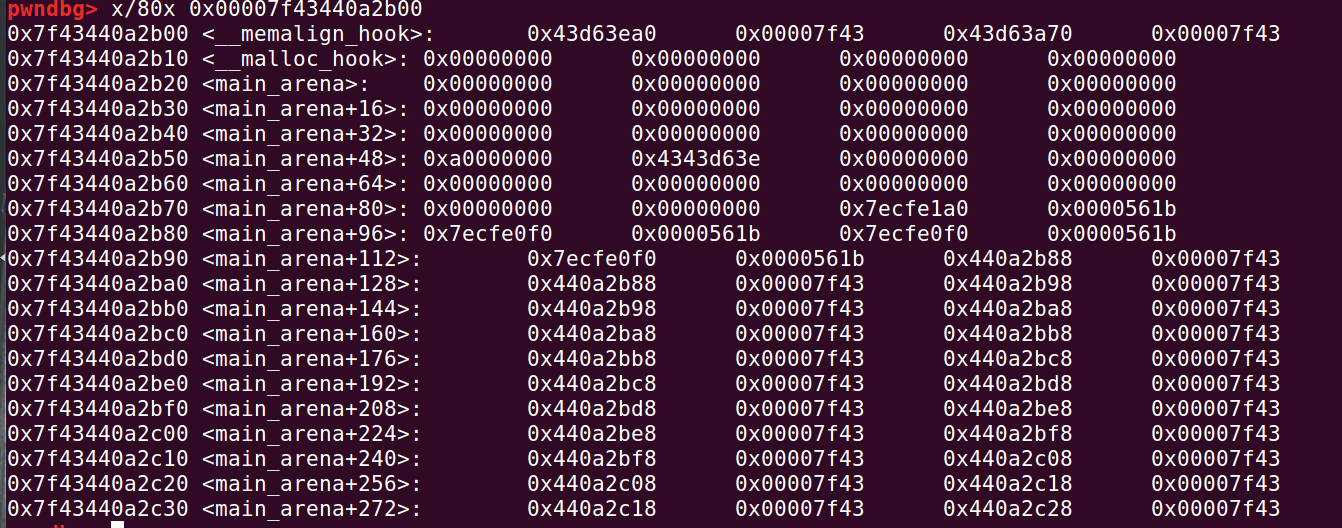 pwndbg> x/80x 0x00007f43440a2b00
0x7f43440a2b00 <__memalign_hook>: 0x43d63ea0 0x00007f43 0x43d63a70 0x00007f43
0x7f43440a2b10 <__malloc_hook>: 0x00000000 0x00000000 0x00000000 0x00000000
0x7f43440a2b20 <main_arena>: 0x00000000 0x00000000 0x00000000 0x00000000
0x7f43440a2b30 <main_arena+16>: 0x00000000 0x00000000 0x00000000 0x00000000
0x7f43440a2b40 <main_arena+32>: 0x00000000 0x00000000 0x00000000 0x00000000
0x7f43440a2b50 <main_arena+48>: 0xa0000000 0x4343d63e 0x00000000 0x00000000
0x7f43440a2b60 <main_arena+64>: 0x00000000 0x00000000 0x00000000 0x00000000
0x7f43440a2b70 <main_arena+80>: 0x00000000 0x00000000 0x7ecfe1a0 0x0000561b
0x7f43440a2b80 <main_arena+96>: 0x7ecfe0f0 0x0000561b 0x7ecfe0f0 0x0000561b
0x7f43440a2b90 <main_arena+112>: 0x7ecfe0f0 0x0000561b 0x440a2b88 0x00007f43
0x7f43440a2ba0 <main_arena+128>: 0x440a2b88 0x00007f43 0x440a2b98 0x00007f43
0x7f43440a2bb0 <main_arena+144>: 0x440a2b98 0x00007f43 0x440a2ba8 0x00007f43
0x7f43440a2bc0 <main_arena+160>: 0x440a2ba8 0x00007f43 0x440a2bb8 0x00007f43
0x7f43440a2bd0 <main_arena+176>: 0x440a2bb8 0x00007f43 0x440a2bc8 0x00007f43
0x7f43440a2be0 <main_arena+192>: 0x440a2bc8 0x00007f43 0x440a2bd8 0x00007f43
0x7f43440a2bf0 <main_arena+208>: 0x440a2bd8 0x00007f43 0x440a2be8 0x00007f43
0x7f43440a2c00 <main_arena+224>: 0x440a2be8 0x00007f43 0x440a2bf8 0x00007f43
0x7f43440a2c10 <main_arena+240>: 0x440a2bf8 0x00007f43 0x440a2c08 0x00007f43
0x7f43440a2c20 <main_arena+256>: 0x440a2c08 0x00007f43 0x440a2c18 0x00007f43
0x7f43440a2c30 <main_arena+272>: 0x440a2c18 0x00007f43 0x440a2c28 0x00007f43